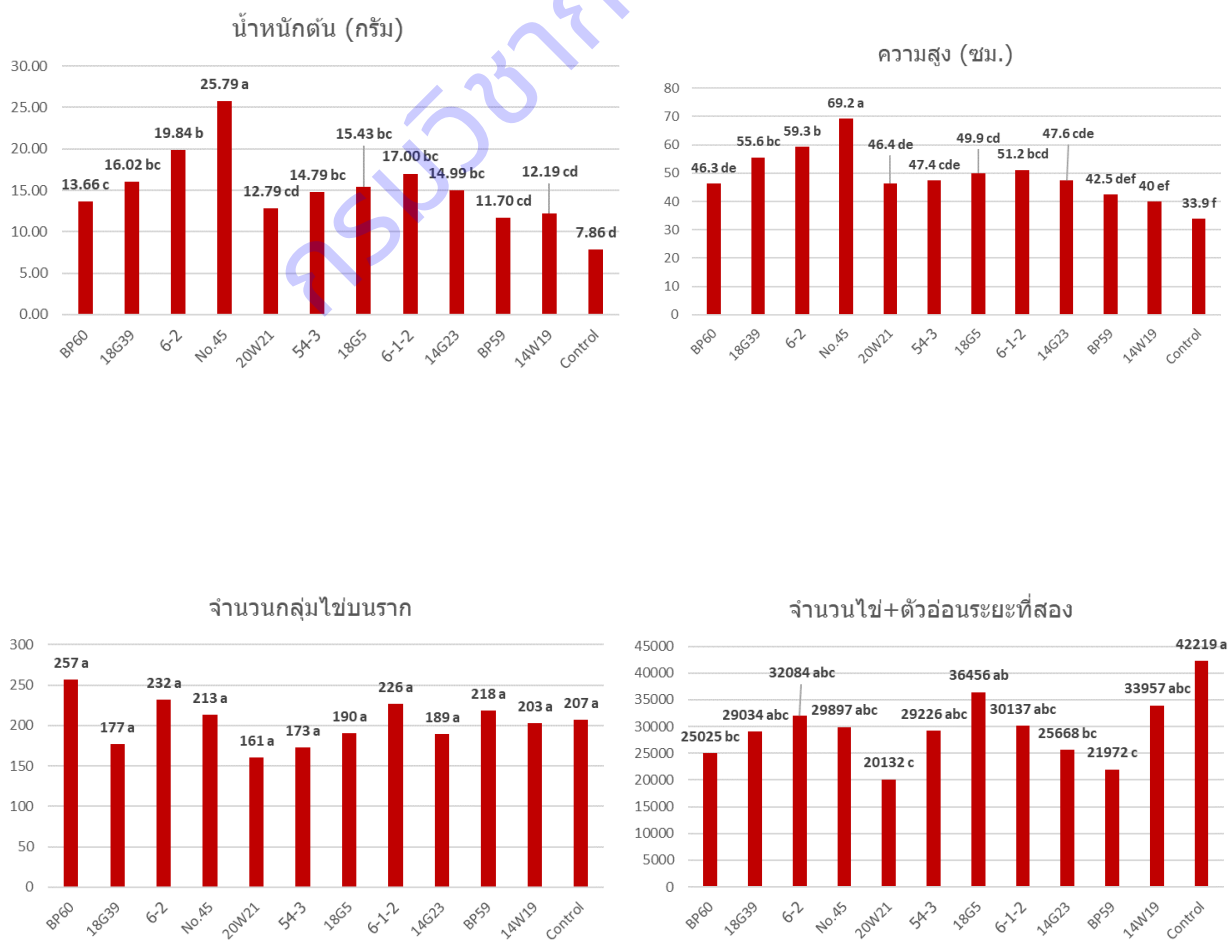 น้ำหนักต้น (กรัม)
30.00
25.00
20.00
15.00
10.00
5.00
0.00
13.66 c
16.02 bc
19.84 b
25.79 a
12.79 cd
14.79 bc
15.43 bc
17.00 bc
14.99 bc
11.70 cd
12.19 cd
7.86 d
BP60
18G39
6-2
No.45
20W21
54-3
18G5
6-1-2
14G23
BP59
14W19
Control
ความสูง (ซม.)
80
70
60
50
40
30
20
10
0
46.3 de
55.6 bc
59.3 b
69.2 a
46.4 de
47.4 cde
49.9 cd
51.2 bcd
47.6 cde
42.5 def
40 ef
33.9 f
BP60
18G39
6-2
No.45
20W21
54-3
18G5
6-1-2
14G23
BP59
14W19
Control
จำนวนกลุ่มไข่บนราก
300
250
200
150
100
50
0
257 a
177 a
232 a
213 a
161 a
173 a
190 a
226 a
189 a
218 a
203 a
207 a
BP60
18G39
6-2
No.45
20W21
54-3
18G5
6-1-2
14G23
BP59
14W19
Control
จำนวนไข่+ตัวอ่อนระยะที่สอง
45000
40000
35000
30000
25000
20000
15000
10000
5000
0
25025 bc
29034 abc
32084 abc
29897 abc
20132 c
29226 abc
36456 ab
30137 abc
25668 bc
21972 c
33957 abc
42219 a
BP60
18G39
6-2
No.45
20W21
54-3
18G5
6-1-2
14G23
BP59
14W19
Control